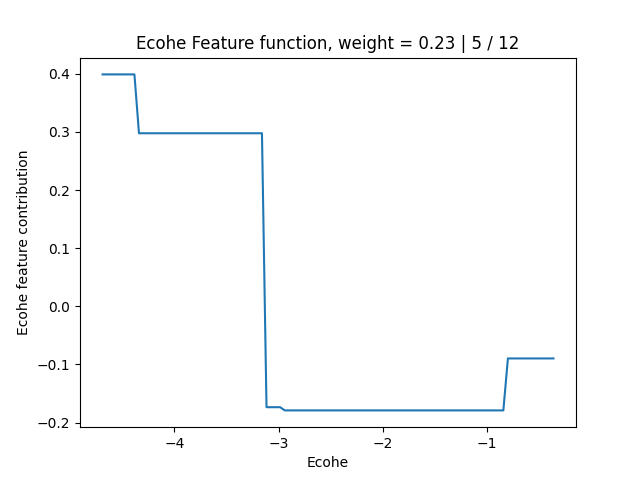 Ecohe Feature function, weight = 0.23 | 5 / 12
Ecohe feature contribution
0.4
0.3
0.2
0.1
0.0
−0.1
−0.2
−4 −3 −2 −1
Ecohe